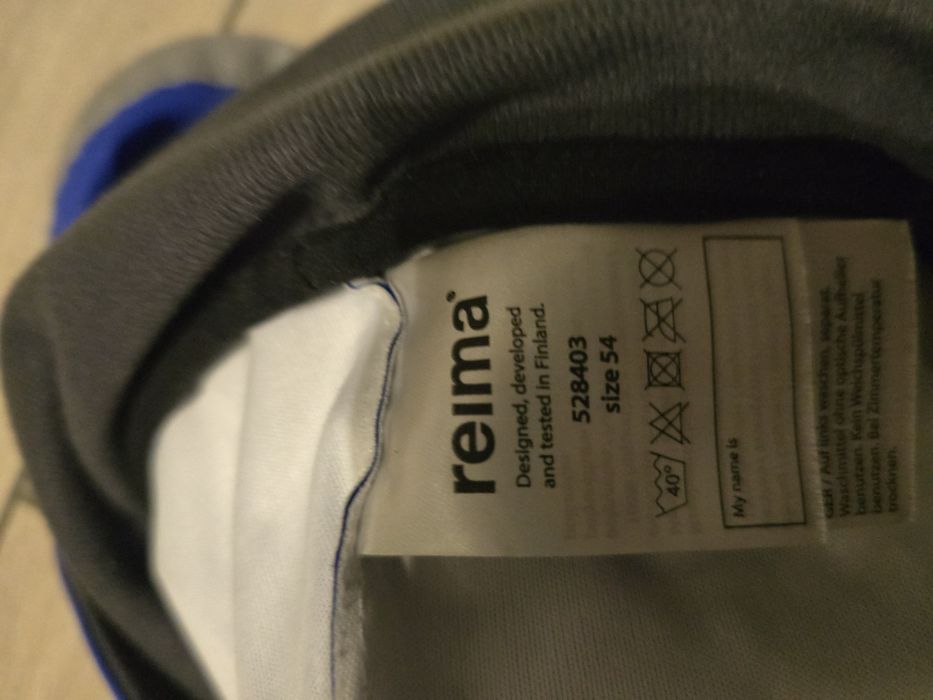 reima
Designed, developed
and tested in Finland.
528403
size 54
40°
My name is
GER / Auf links waschen, separat.
Waschmittel ohne optische Aufheller
benutzen. Kein Weichspülmittel
benutzen. Bei Zimmertemperatur
trocknen.